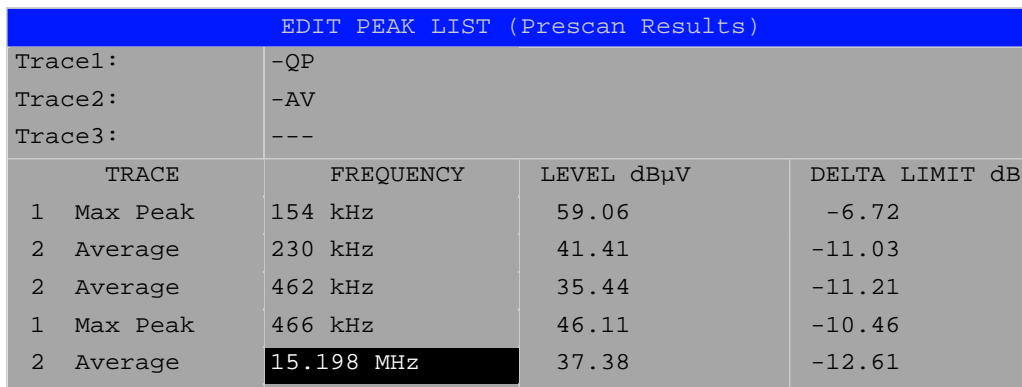 EDIT PEAK LIST (Prescan Results)
Trace1: -QP
Trace2: -AV
Trace3: ---
TRACE FREQUENCY LEVEL dBµV DELTA LIMIT dB
1 Max Peak 154 kHz 59.06 -6.72
2 Average 230 kHz 41.41 -11.03
2 Average 462 kHz 35.44 -11.21
1 Max Peak 466 kHz 46.11 -10.46
2 Average 15.198 MHz 37.38 -12.61